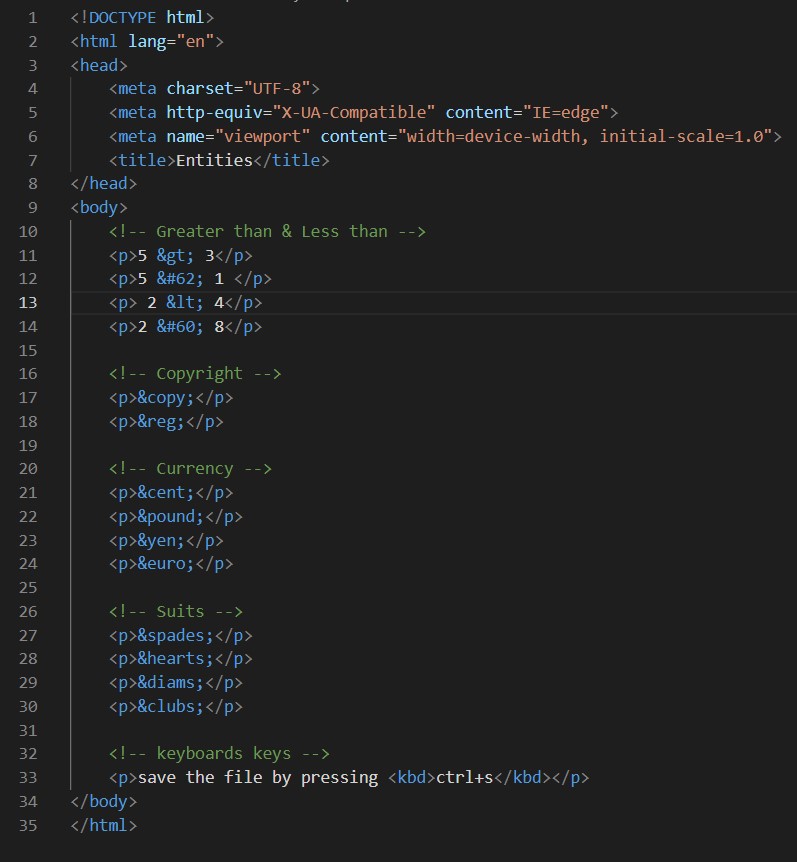 1 <!DOCTYPE html>
2 <html lang="en">
3 <head>
4     <meta charset="UTF-8">
5     <meta http-equiv="X-UA-Compatible" content="IE=edge">
6     <meta name="viewport" content="width=device-width, initial-scale=1.0">
7     <title>Entities</title>
8 </head>
9 <body>
10     <!-- Greater than & Less than -->
11     <p>5 &gt; 3</p>
12     <p>5 &#62; 1 </p>
13     <p> 2 &lt; 4</p>
14     <p>2 &#60; 8</p>
15
16     <!-- Copyright -->
17     <p>&copy;</p>
18     <p>&reg;</p>
19
20     <!-- Currency -->
21     <p>&cent;</p>
22     <p>&pound;</p>
23     <p>&yen;</p>
24     <p>&euro;</p>
25
26     <!-- Suits -->
27     <p>&spades;</p>
28     <p>&hearts;</p>
29     <p>&diams;</p>
30     <p>&clubs;</p>
31
32     <!-- keyboards keys -->
33     <p>save the file by pressing <kbd>ctrl+s</kbd></p>
34 </body>
35 </html>